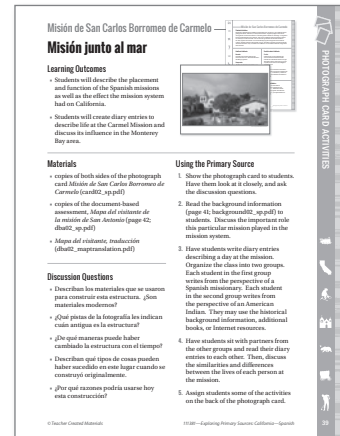 Misión de San Carlos Borromeo de Carmelo
Misión junto al mar
Learning Outcomes
• Students will describe the placement
and function of the Spanish missions
as well as the effect the mission system
had on California.
• Students will create diary entries to
describe life at the Carmel Mission and
discuss its influence in the Monterey
Bay area.
Materials
• copies of both sides of the photograph
card Misión de San Carlos Borromeo de
Carmelo (card02_sp.pdf)
• copies of the document-based
assessment, Mapa del visitante de
la misión de San Antonio (page 42;
dba02_sp.pdf)
• Mapa del visitante, traducción
(dba02_maptranslation.pdf)
Discussion Questions
• Describan los materiales que se usaron
para construir esta estructura. ¿Son
materiales modernos?
• ¿Qué pistas de la fotografía les indican
cuán antigua es la estructura?
• ¿De qué maneras puede haber
cambiado la estructura con el tiempo?
• Describan qué tipos de cosas pueden
haber sucedido en este lugar cuando se
construyó originalmente.
• ¿Por qué razones podría usarse hoy
esta construcción?
Using the Primary Source
1. Show the photograph card to students.
Have them look at it closely, and ask
the discussion questions.
2. Read the background information
(page 41; background02_sp.pdf) to
students. Discuss the important role
this particular mission played in the
mission system.
3. Have students write diary entries
describing a day at the mission.
Organize the class into two groups.
Each student in the first group
writes from the perspective of a
Spanish missionary. Each student
in the second group writes from
the perspective of an American
Indian. They may use the historical
background information, additional
books, or Internet resources.
4. Have students sit with partners from
the other groups and read their diary
entries to each other. Then, discuss
the similarities and differences
between the lives of each person at
the mission.
5. Assign students some of the activities
on the back of the photograph card.
PHOTOGRAPH CARD ACTIVITIES
© Teacher Created Materials
111381—Exploring Primary Sources: California—Spanish
39